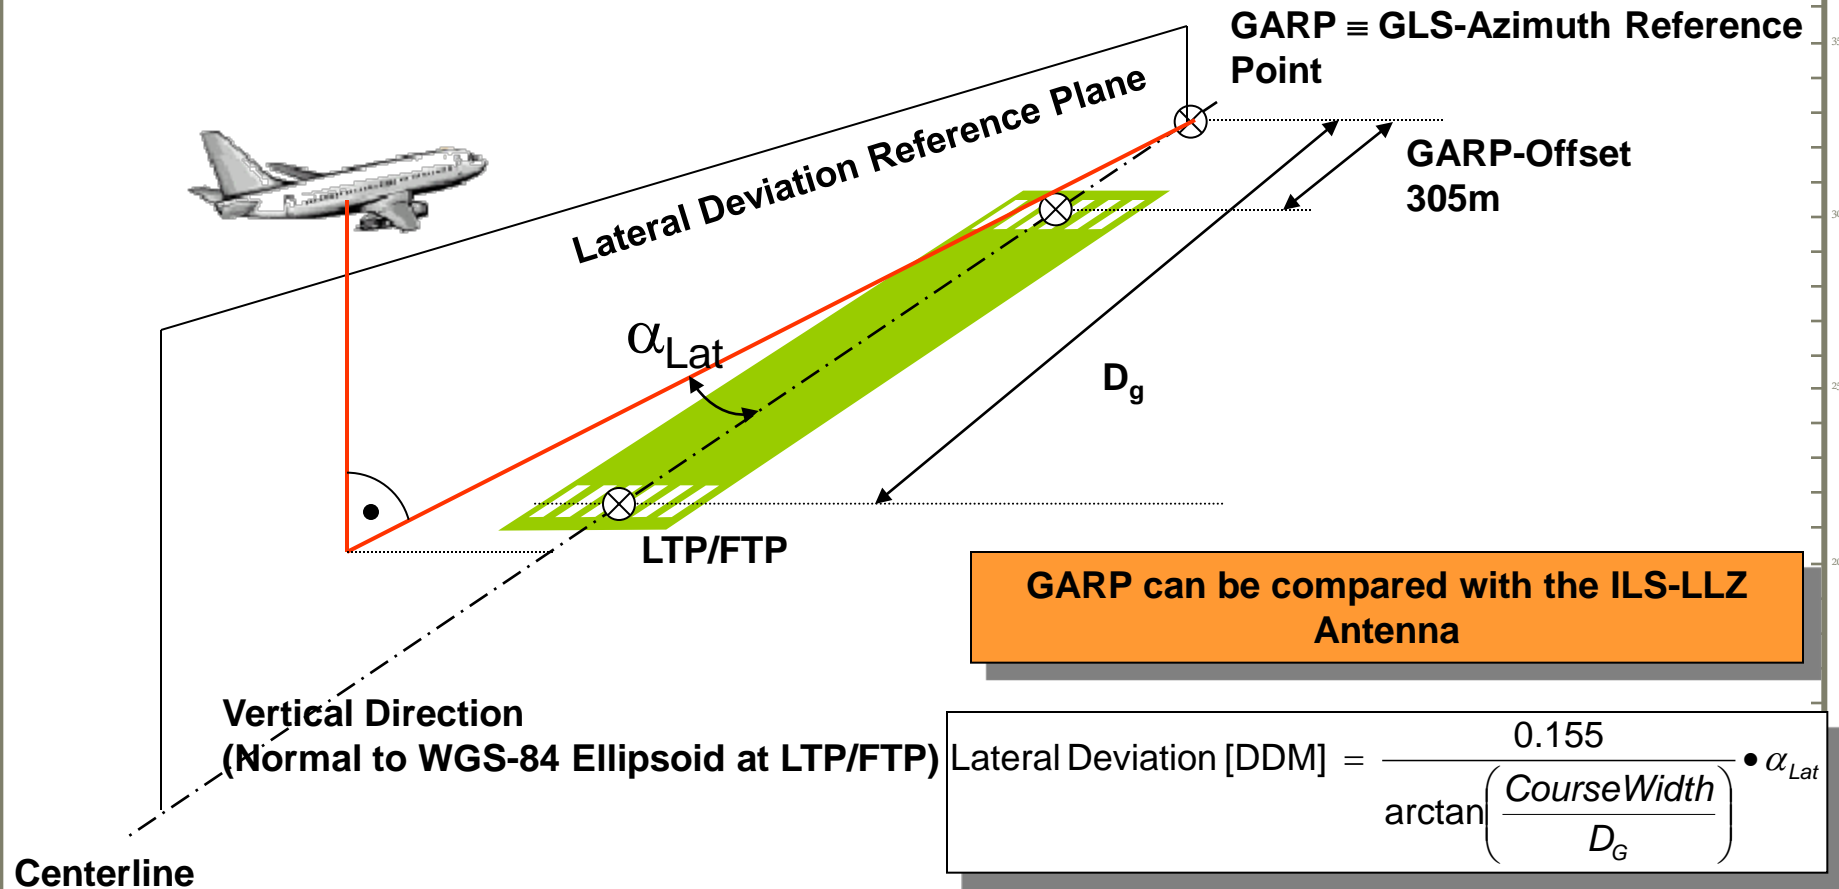 GARP ≡ GLS-Azimuth Reference
Point
Lateral Deviation Reference Plane
GARP-Offset
305m
αLat
Dg
LTP/FTP
GARP can be compared with the ILS-LLZ
Antenna
Vertical Direction
(Normal to WGS-84 Ellipsoid at LTP/FTP)
Lateral Deviation [DDM] = 0.155 / arctan(CourseWidth / DG) • αLat
Centerline